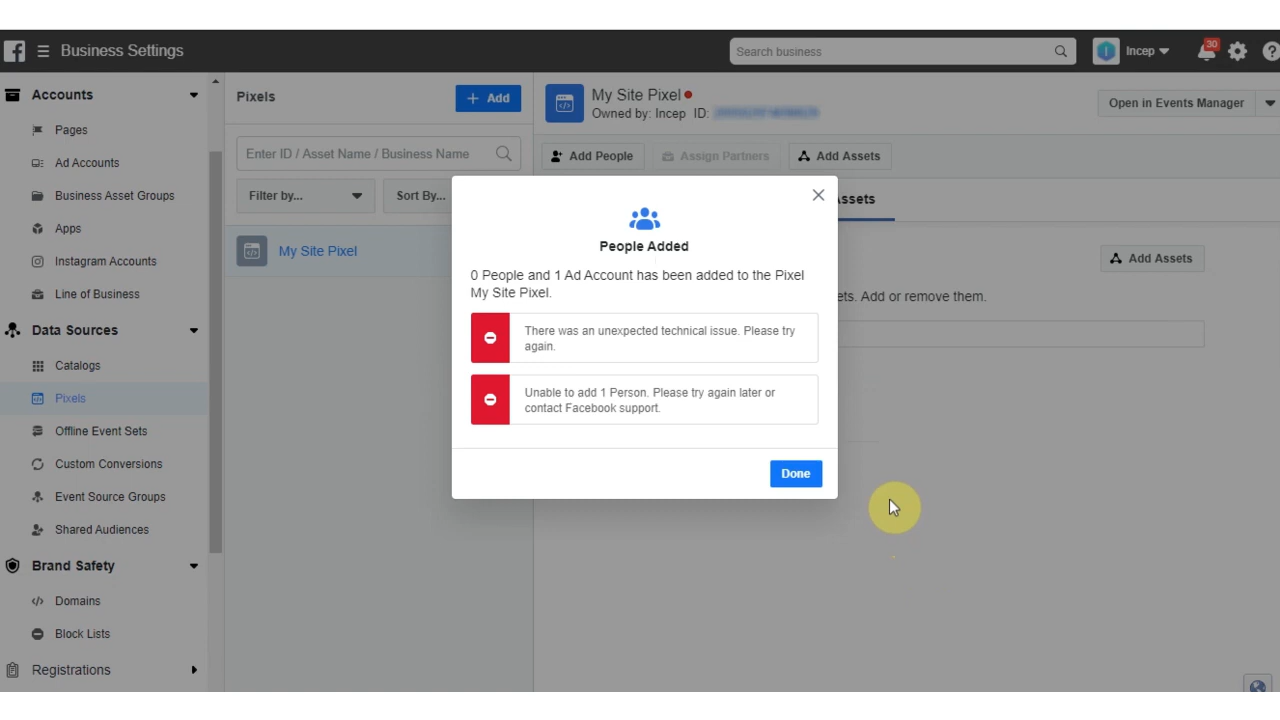 Business Settings
Search business
Incep
30
Accounts
Pages
Ad Accounts
Business Asset Groups
Apps
Instagram Accounts
Line of Business
Data Sources
Catalogs
Pixels
Offline Event Sets
Custom Conversions
Event Source Groups
Shared Audiences
Brand Safety
Domains
Block Lists
Registrations
Pixels
+ Add
Enter ID / Asset Name / Business Name
Filter by...
Sort By...
My Site Pixel
My Site Pixel
Owned by: Incep ID:
Open in Events Manager
Add People
Assign Partners
Add Assets
ssets
Add Assets
ets. Add or remove them.
People Added
0 People and 1 Ad Account has been added to the Pixel
My Site Pixel.
There was an unexpected technical issue. Please try
again.
Unable to add 1 Person. Please try again later or
contact Facebook support.
Done